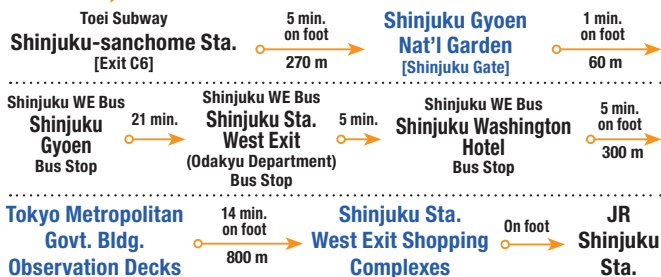 Toei Subway
Shinjuku-sanchome Sta.
[Exit C6]
5 min.
on foot
270 m
Shinjuku Gyoen
Nat'l Garden
[Shinjuku Gate]
1 min.
on foot
60 m
Shinjuku WE Bus
Shinjuku
Gyoen
Bus Stop
21 min.
Shinjuku WE Bus
Shinjuku Sta.
West Exit
(Odakyu Department)
Bus Stop
5 min.
Shinjuku WE Bus
Shinjuku Washington
Hotel
Bus Stop
5 min.
on foot
300 m
Tokyo Metropolitan
Govt. Bldg.
Observation Decks
14 min.
on foot
800 m
Shinjuku Sta.
West Exit Shopping
Complexes
On foot
JR
Shinjuku
Sta.